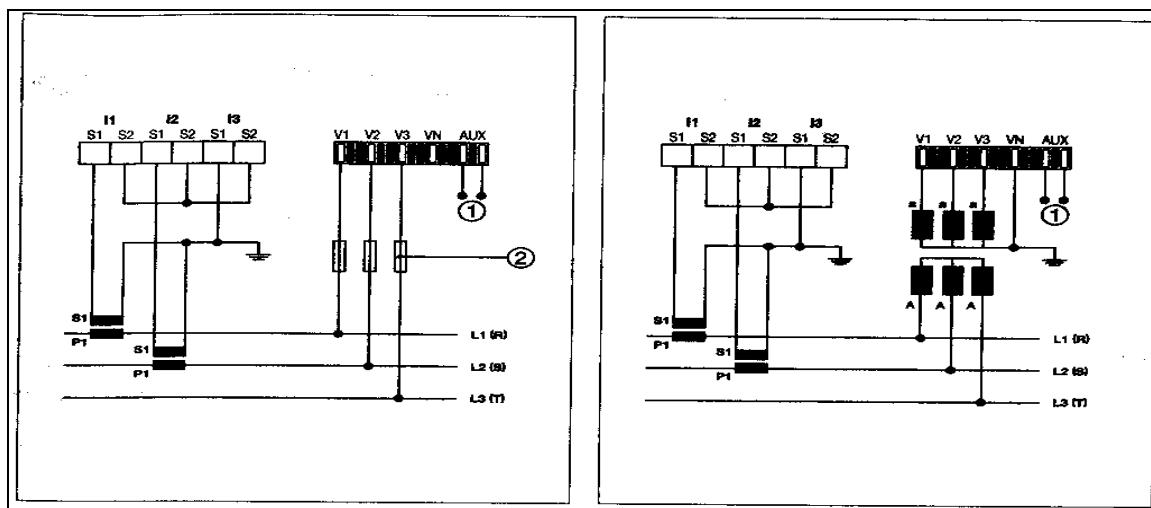 I1 I2 I3
S1 S2 S1 S2 S1 S2
V1 V2 V3 VN AUX
1
2
S1
P1
L1 (R)
S1
P1
L2 (S)
L3 (T)
I1 I2 I3
S1 S2 S1 S2 S1 S2
V1 V2 V3 VN AUX
a a a
1
A A A
S1
P1
L1 (R)
S1
P1
L2 (S)
L3 (T)